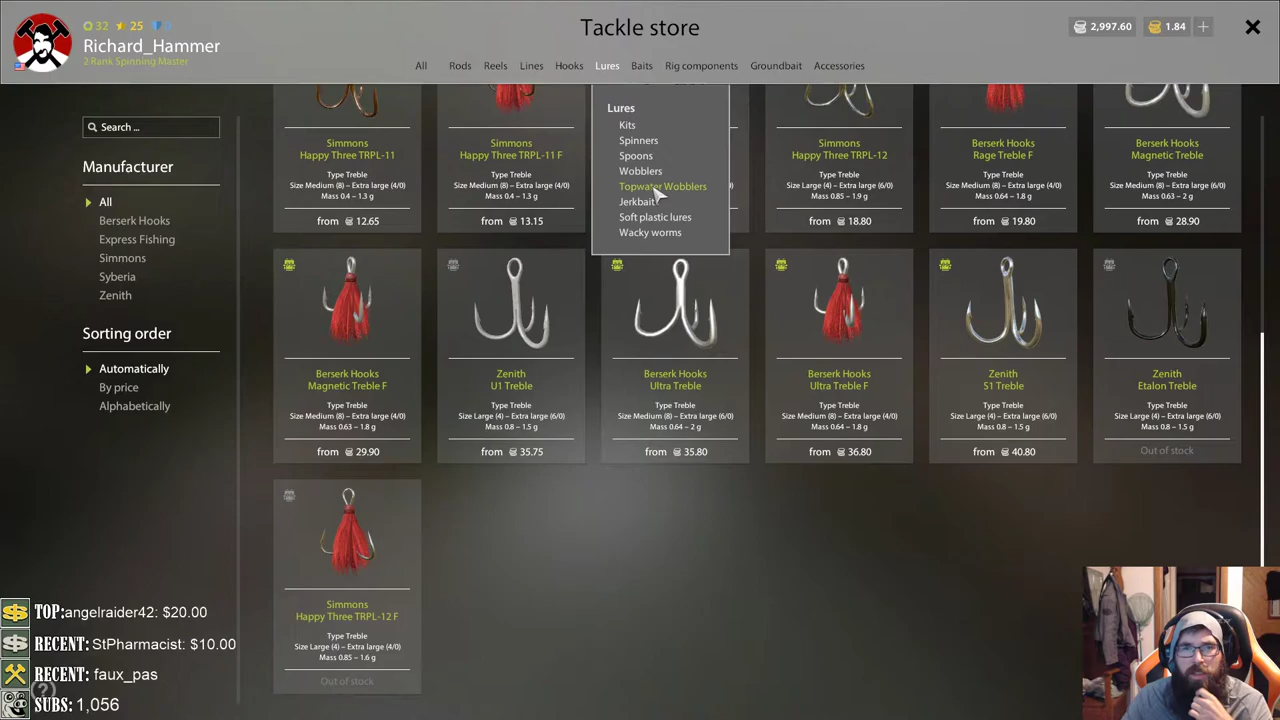 32 25
Richard_Hammer
2 Rank Spinning Master
Tackle store
2,997.60 1.84 +
All Rods Reels Lines Hooks Lures Baits Rig components Groundbait Accessories
Search ...
Manufacturer
All
Berserk Hooks
Express Fishing
Simmons
Syberia
Zenith
Sorting order
Automatically
By price
Alphabetically
Lures
Kits
Spinners
Spoons
Wobblers
Topwater Wobblers
Jerkbait
Soft plastic lures
Wacky worms
Simmons
Happy Three TRPL-11
Type Treble
Size Medium (8) – Extra large (4/0)
Mass 0.4 – 1.3 g
from 12.65
Simmons
Happy Three TRPL-11 F
Type Treble
Size Medium (8) – Extra large (4/0)
Mass 0.4 – 1.3 g
from 13.15
Simmons
Happy Three TRPL-12
Type Treble
Size Large (4) – Extra large (6/0)
Mass 0.85 – 1.9 g
from 18.80
Berserk Hooks
Rage Treble F
Type Treble
Size Medium (8) – Extra large (4/0)
Mass 0.64 – 1.8 g
from 19.80
Berserk Hooks
Magnetic Treble
Type Treble
Size Medium (8) – Extra large (6/0)
Mass 0.63 – 2 g
from 28.90
Berserk Hooks
Magnetic Treble F
Type Treble
Size Medium (8) – Extra large (4/0)
Mass 0.63 – 1.8 g
from 29.90
Zenith
U1 Treble
Type Treble
Size Large (4) – Extra large (6/0)
Mass 0.8 – 1.5 g
from 35.75
Berserk Hooks
Ultra Treble
Type Treble
Size Medium (8) – Extra large (6/0)
Mass 0.64 – 2 g
from 35.80
Berserk Hooks
Ultra Treble F
Type Treble
Size Medium (8) – Extra large (4/0)
Mass 0.64 – 1.8 g
from 36.80
Zenith
S1 Treble
Type Treble
Size Large (4) – Extra large (6/0)
Mass 0.8 – 1.5 g
from 40.80
Zenith
Etalon Treble
Type Treble
Size Large (4) – Extra large (6/0)
Mass 0.8 – 1.5 g
Out of stock
Simmons
Happy Three TRPL-12 F
Type Treble
Size Large (4) – Extra large (4/0)
Mass 0.85 – 1.6 g
Out of stock
TOP:angelraider42: $20.00
RECENT: StPharmacist: $10.00
RECENT: faux_pas
SUBS: 1,056